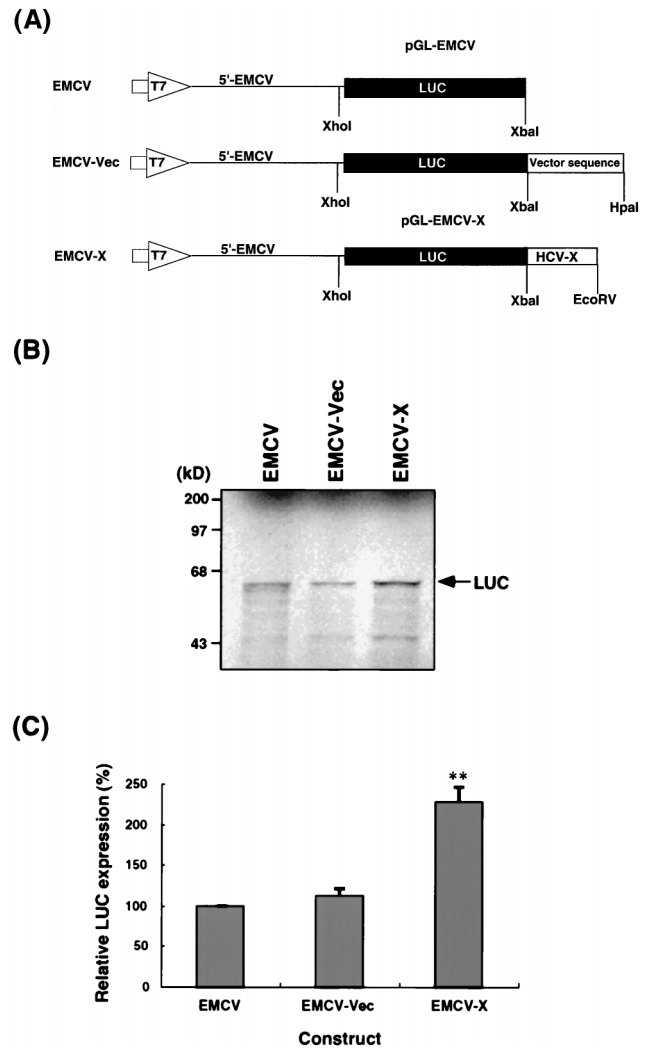 (A)
pGL-EMCV
EMCV T7 5'-EMCV LUC
XhoI XbaI
EMCV-Vec T7 5'-EMCV LUC Vector sequence
XhoI XbaI HpaI
pGL-EMCV-X
EMCV-X T7 5'-EMCV LUC HCV-X
XhoI XbaI EcoRV
(B)
EMCV
EMCV-Vec
EMCV-X
(kD)
200
97
68
LUC
43
(C)
Relative LUC expression (%)
250
200
150
100
50
0
**
EMCV EMCV-Vec EMCV-X
Construct